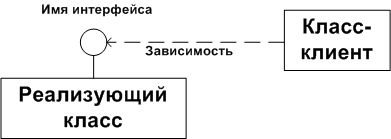 Имя интерфейса
Класс-
клиент
Зависимость
Реализующий
класс